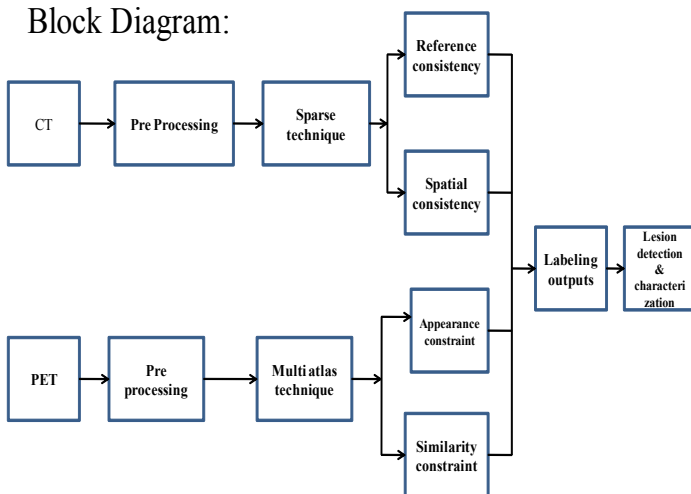 Block Diagram:
CT
Pre Processing
Sparse
technique
Reference
consistency
Spatial
consistency
PET
Pre
processing
Multi atlas
technique
Appearance
constraint
Similarity
constraint
Labeling
outputs
Lesion
detection
&
characteri
zation